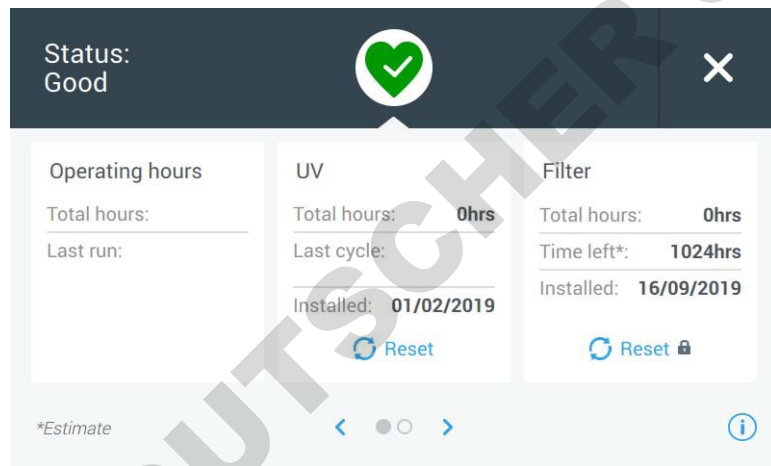 Status:
Good
Operating hours
Total hours:
Last run:
UV
Total hours: 0hrs
Last cycle:
Installed: 01/02/2019
Reset
Filter
Total hours: 0hrs
Time left*: 1024hrs
Installed: 16/09/2019
Reset
*Estimate
UTSCHER